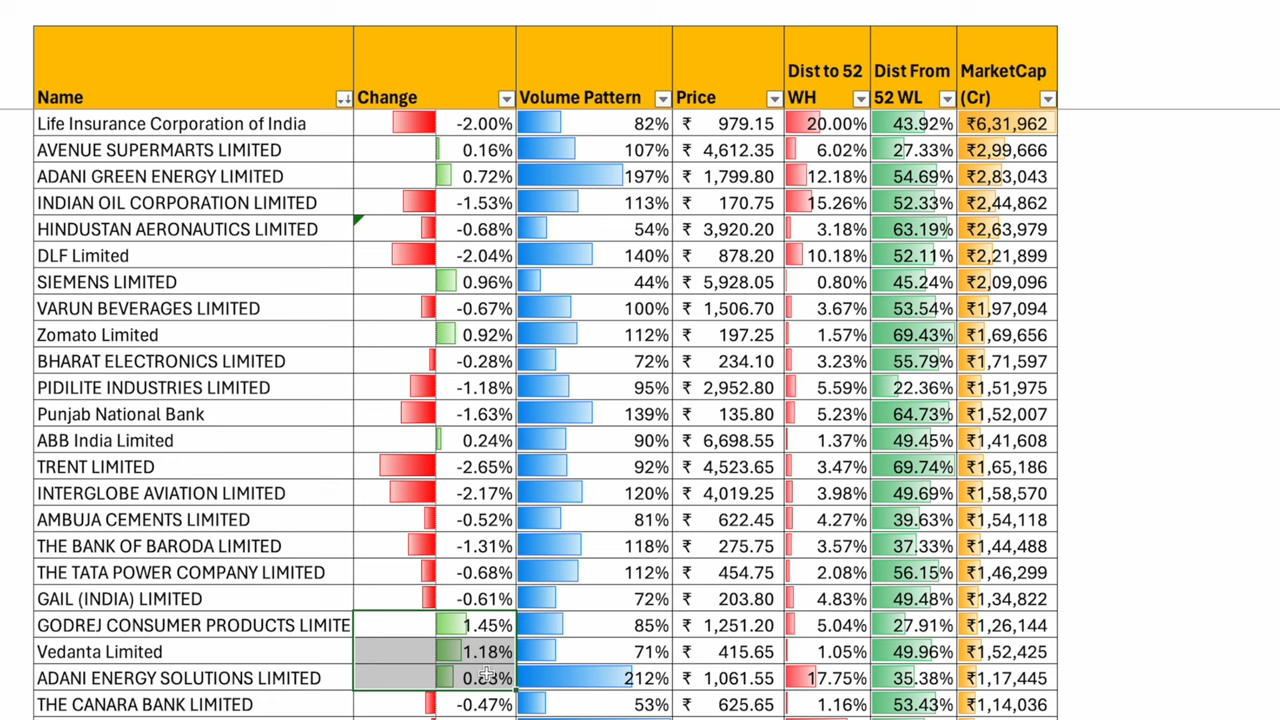 Name Change Volume Pattern Price Dist to 52 WH Dist From 52 WL MarketCap (Cr)
Life Insurance Corporation of India -2.00% 82% ₹ 979.15 20.00% 43.92% ₹6,31,962
AVENUE SUPERMARTS LIMITED 0.16% 107% ₹ 4,612.35 6.02% 27.33% ₹2,99,666
ADANI GREEN ENERGY LIMITED 0.72% 197% ₹ 1,799.80 12.18% 54.69% ₹2,83,043
INDIAN OIL CORPORATION LIMITED -1.53% 113% ₹ 170.75 15.26% 52.33% ₹2,44,862
HINDUSTAN AERONAUTICS LIMITED -0.68% 54% ₹ 3,920.20 3.18% 63.19% ₹2,63,979
DLF Limited -2.04% 140% ₹ 878.20 10.18% 52.11% ₹2,21,899
SIEMENS LIMITED 0.96% 44% ₹ 5,928.05 0.80% 45.24% ₹2,09,096
VARUN BEVERAGES LIMITED -0.67% 100% ₹ 1,506.70 3.67% 53.54% ₹1,97,094
Zomato Limited 0.92% 112% ₹ 197.25 1.57% 69.43% ₹1,69,656
BHARAT ELECTRONICS LIMITED -0.28% 72% ₹ 234.10 3.23% 55.79% ₹1,71,597
PIDILITE INDUSTRIES LIMITED -1.18% 95% ₹ 2,952.80 5.59% 22.36% ₹1,51,975
Punjab National Bank -1.63% 139% ₹ 135.80 5.23% 64.73% ₹1,52,007
ABB India Limited 0.24% 90% ₹ 6,698.55 1.37% 49.45% ₹1,41,608
TRENT LIMITED -2.65% 92% ₹ 4,523.65 3.47% 69.74% ₹1,65,186
INTERGLOBE AVIATION LIMITED -2.17% 120% ₹ 4,019.25 3.98% 49.69% ₹1,58,570
AMBUJA CEMENTS LIMITED -0.52% 81% ₹ 622.45 4.27% 39.63% ₹1,54,118
THE BANK OF BARODA LIMITED -1.31% 118% ₹ 275.75 3.57% 37.33% ₹1,44,488
THE TATA POWER COMPANY LIMITED -0.68% 112% ₹ 454.75 2.08% 56.15% ₹1,46,299
GAIL (INDIA) LIMITED -0.61% 72% ₹ 203.80 4.83% 49.48% ₹1,34,822
GODREJ CONSUMER PRODUCTS LIMITE 1.45% 85% ₹ 1,251.20 5.04% 27.91% ₹1,26,144
Vedanta Limited 1.18% 71% ₹ 415.65 1.05% 49.96% ₹1,52,425
ADANI ENERGY SOLUTIONS LIMITED 212% ₹ 1,061.55 17.75% 35.38% ₹1,17,445
THE CANARA BANK LIMITED -0.47% 53% ₹ 625.65 1.16% 53.43% ₹1,14,036